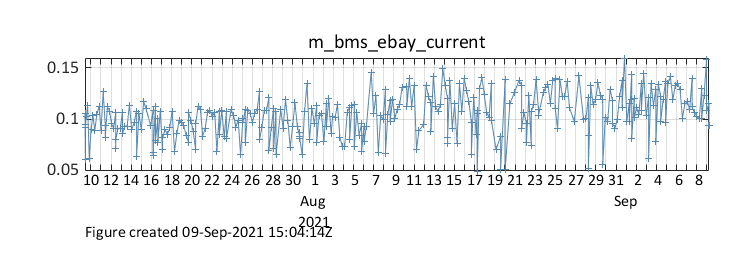 m_bms_ebay_current
0.15
0.1
0.05
10 12 14 16 18 20 22 24 26 28 30 1 3 5 7 9 11 13 15 17 19 21 23 25 27 29 31 2 4 6 8
Aug Sep
2021
Figure created 09-Sep-2021 15:04:14Z